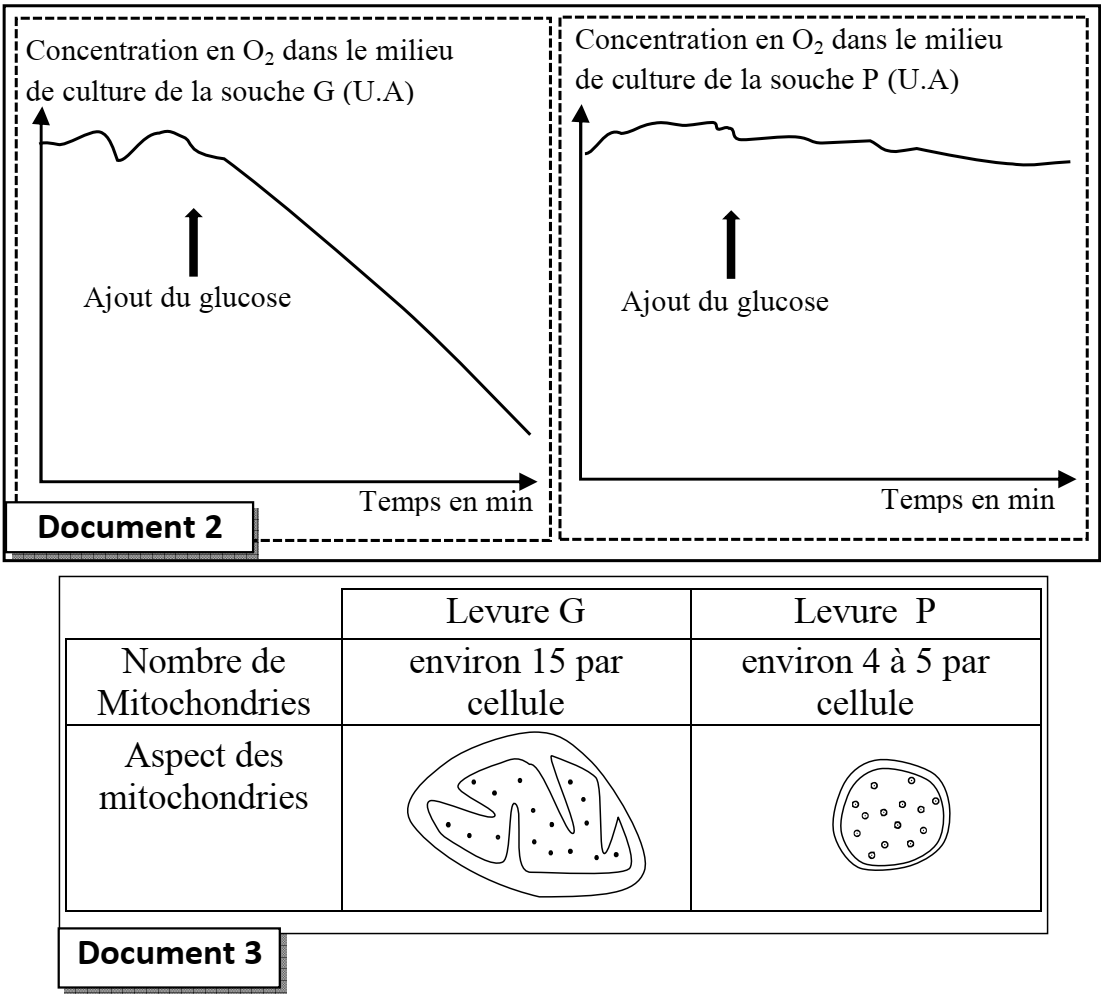 Concentration en O₂ dans le milieu
de culture de la souche G (U.A)
Ajout du glucose
Temps en min
Concentration en O₂ dans le milieu
de culture de la souche P (U.A)
Ajout du glucose
Temps en min
Document 2
Levure G
Levure P
Nombre de
Mitochondries
environ 15 par
cellule
environ 4 à 5 par
cellule
Aspect des
mitochondries
Document 3